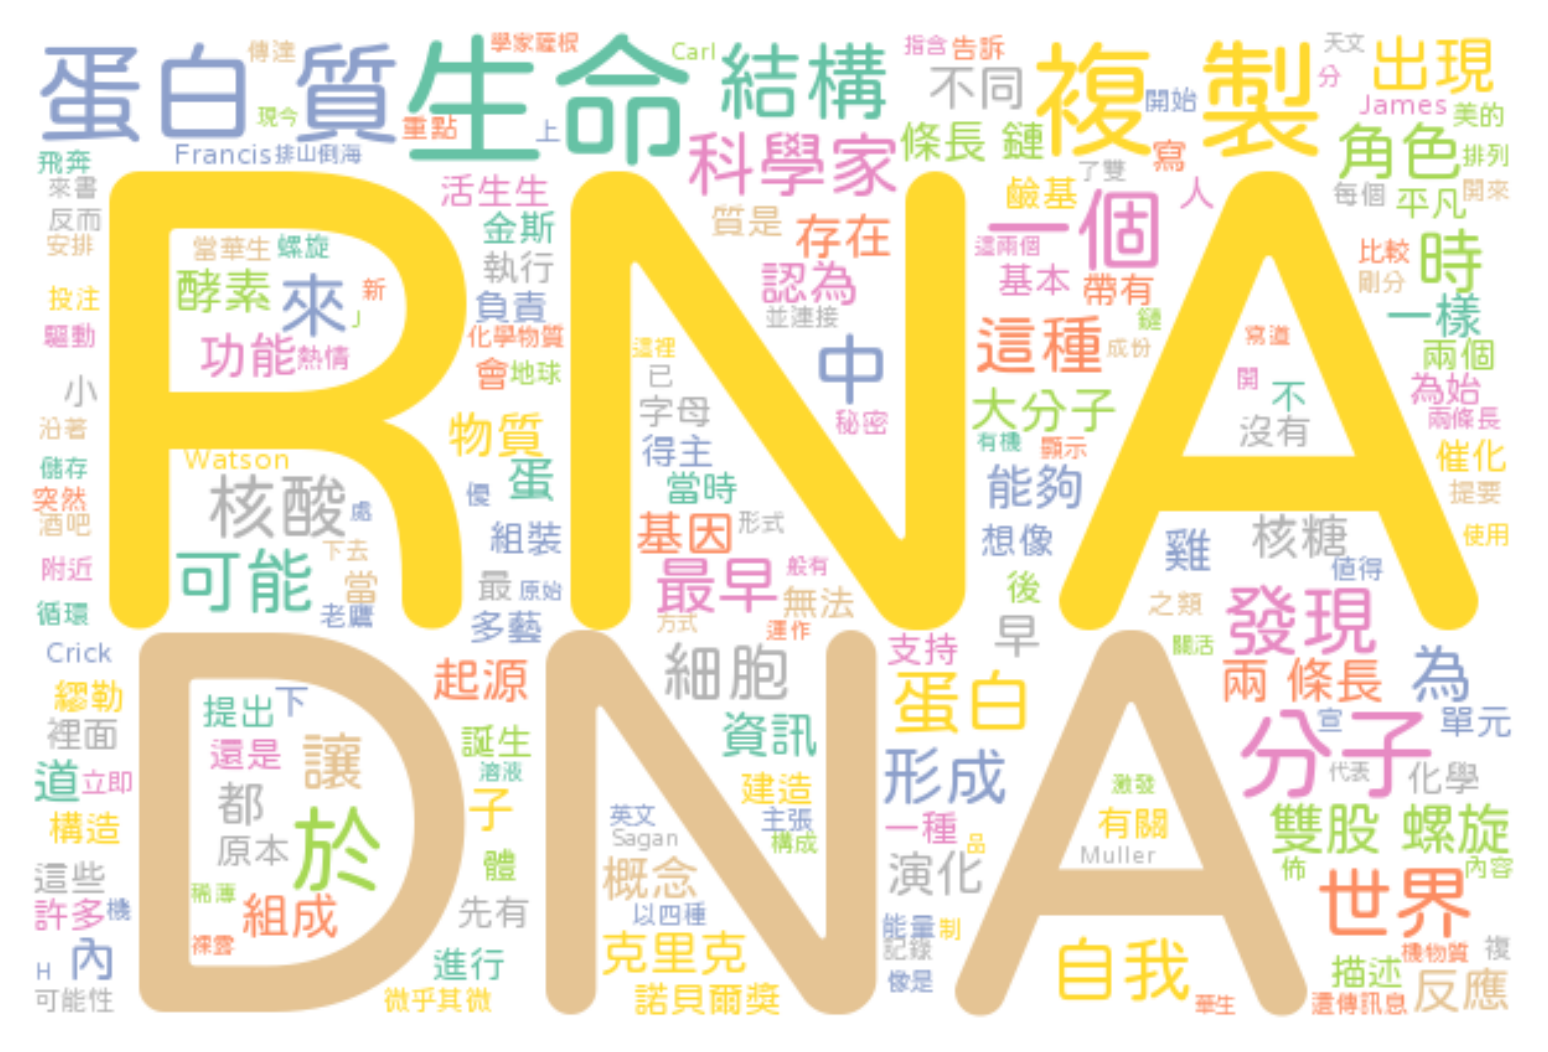 蛋白質 傳達 現今 生命 學家薩根 Carl 結構 指含 告訴 不同 複製 開始 天文 分 出現
重點 上 James 美的
Francis 排山倒海 科學家 條長 鏈 了雙 寫 角色 排列
飛奔 來書 活生生 鹼基 一個 人 每個 平凡 開來
反而 RNA 金斯 質是 存在 這兩個
安排 當華生 螺旋 執行 認為 基本 帶有 比較 時
投注 酵素 來 新 負責 並連接 鏈 剛分 一樣
驅動 功能 熱情 」 化學物質 這裡 中 這種 成份 寫道 兩個
小 會 地球 已 開 不 為始
沿著 物質 字母 秘密 大分子 沒有 兩條長
儲存 Watson 蛋 得主 有機 顯示 催化
突然 核酸 處 優 當時 能夠 提要
酒吧 下去 組裝 基因 形式 想像 雞 核糖 使用
附近 可能 當 最 原始 最早 般有 無法 後 值得
循環 老鷹 多藝 方式 運作 早 之類 發現
Crick DNA 起源 細胞 支持 關活 兩 條長 為
繆勒 提出 下 蛋白 分子 宣 單元
裡面 還是 讓 誕生 資訊
道 立即 都 溶液 建造 形成 激發 代表 化學
構造 原本 於 子 英文 主張 一種 有關 雙股 螺旋
這些 體 Sagan 構成 品 Muller 佈 內容
許多 機 稀薄 組成 先有 概念 演化 世界
內 裸露 以四種 能量 制 機物質 複
H 進行 克里克 記錄 自我 描述 反應
可能性 微乎其微 諾貝爾獎 像是 華生 遺傳訊息